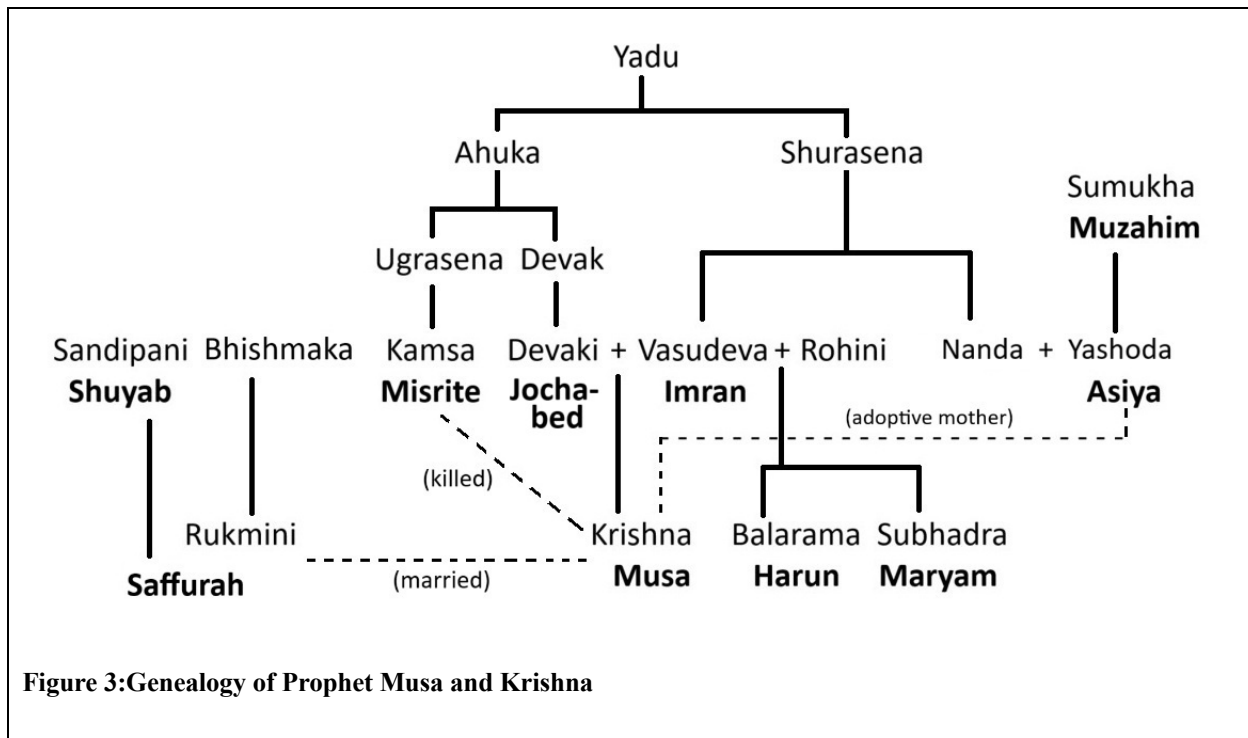 Yadu
Ahuka
Shurasena
Sumukha
Muzahim
Ugrasena Devak
Sandipani Bhishmaka Kamsa Devaki + Vasudeva + Rohini Nanda + Yashoda
Shuyab Misrite Jocha- Imran Asiya
bed
(adoptive mother)
(killed)
Rukmini Krishna Balarama Subhadra
Saffurah (married) Musa Harun Maryam
Figure 3:Genealogy of Prophet Musa and Krishna